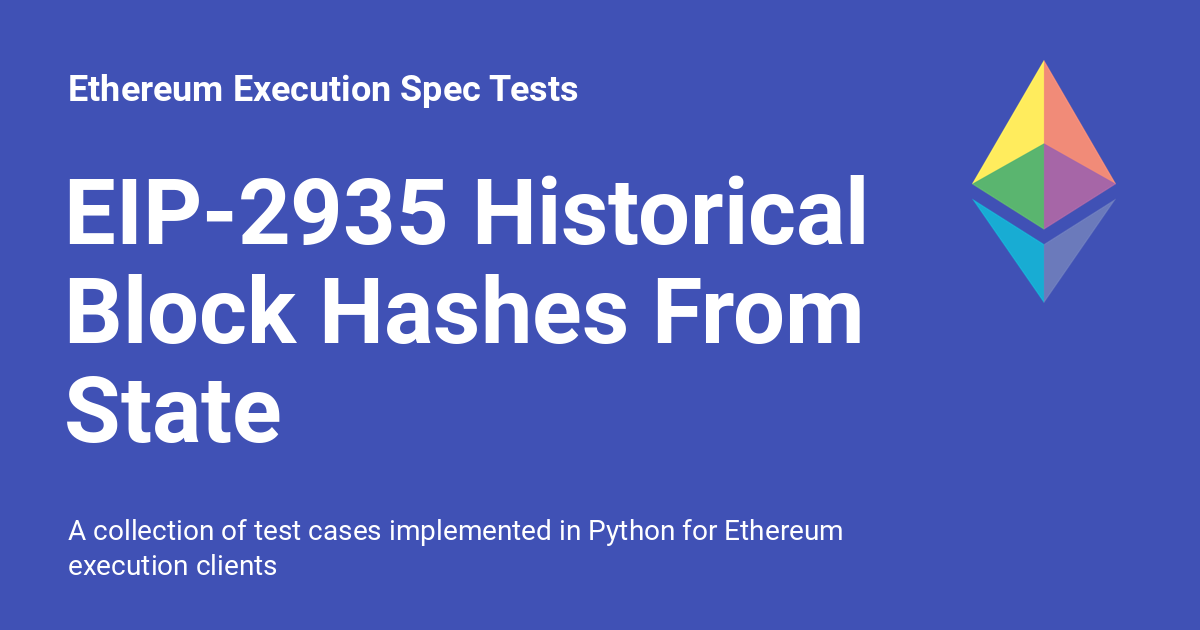 Ethereum Execution Spec Tests
EIP-2935 Historical
Block Hashes From
State
A collection of test cases implemented in Python for Ethereum
execution clients